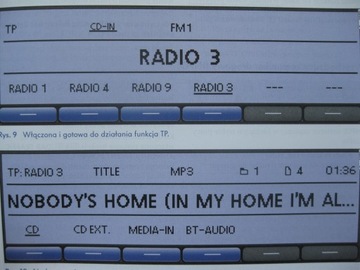 TP CD-IN FM1
RADIO 3
RADIO 1 RADIO 4 RADIO 9 RADIO 3 --- ---
Rys. 9 Włączona i gotowa do działania funkcja TP.
TP: RADIO 3 TITLE MP3 1 4 01:36
NOBODY'S HOME (IN MY HOME I'M AL...
CD CD EXT. MEDIA-IN BT-AUDIO